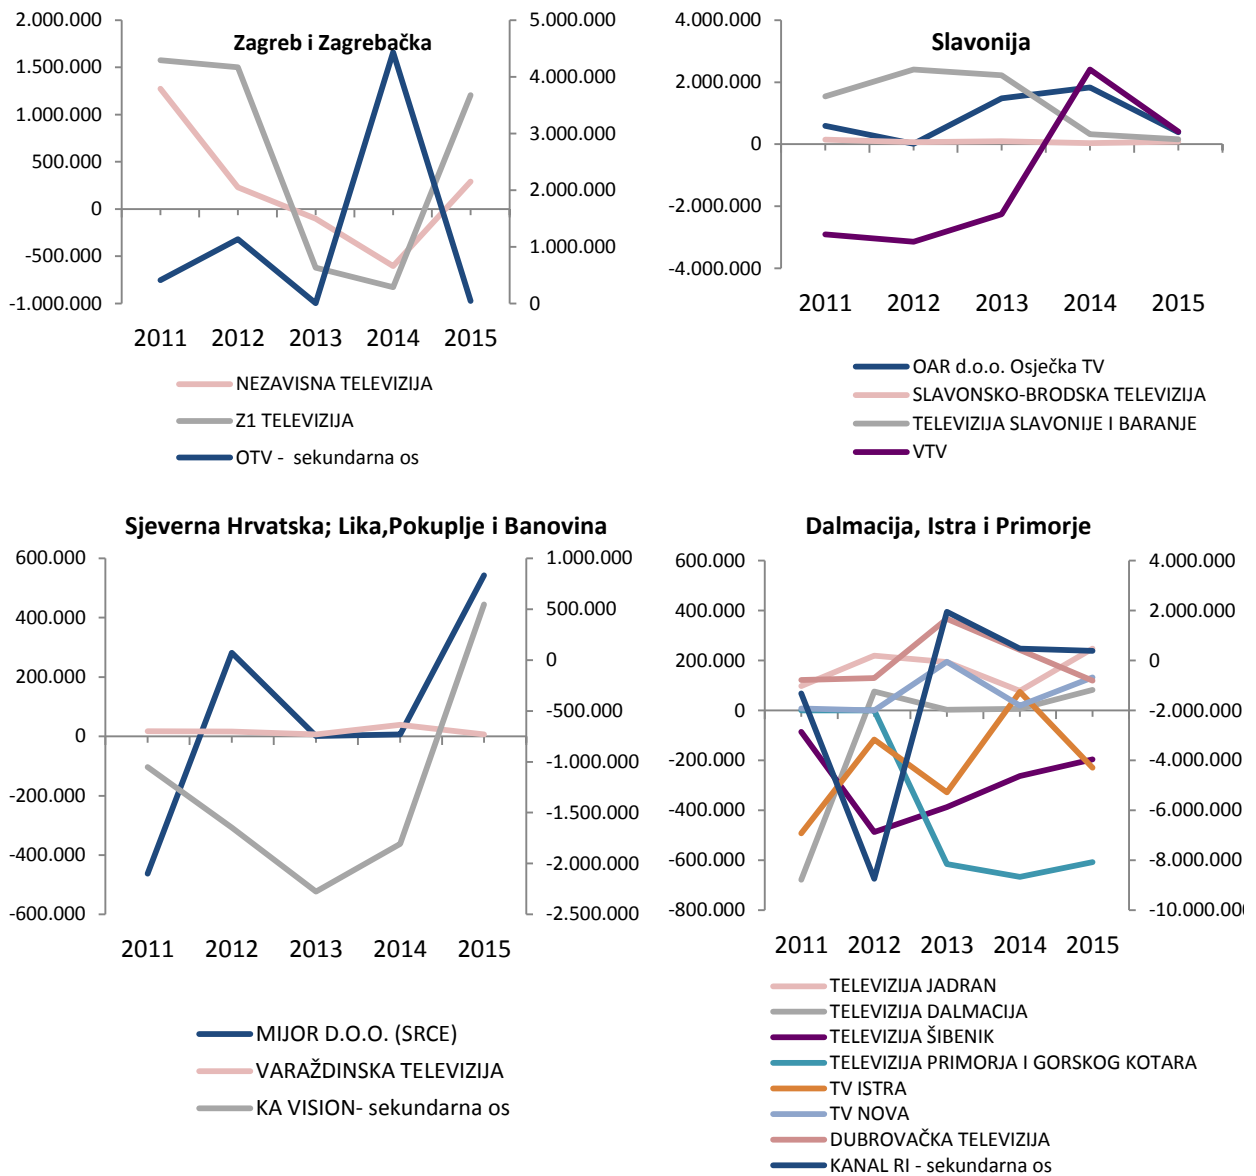 Zagreb i Zagrebačka
2.000.000
1.500.000
1.000.000
500.000
0
-500.000
-1.000.000
5.000.000
4.000.000
3.000.000
2.000.000
1.000.000
0
2011 2012 2013 2014 2015
NEZAVISNA TELEVIZIJA
Z1 TELEVIZIJA
OTV - sekundarna os
Slavonija
4.000.000
2.000.000
0
-2.000.000
-4.000.000
2011 2012 2013 2014 2015
OAR d.o.o. Osječka TV
SLAVONSKO-BRODSKA TELEVIZIJA
TELEVIZIJA SLAVONIJE I BARANJE
VTV
Sjeverna Hrvatska; Lika,Pokuplje i Banovina
600.000
400.000
200.000
0
-200.000
-400.000
-600.000
1.000.000
500.000
0
-500.000
-1.000.000
-1.500.000
-2.000.000
-2.500.000
2011 2012 2013 2014 2015
MIJOR D.O.O. (SRCE)
VARAŽDINSKA TELEVIZIJA
KA VISION- sekundarna os
Dalmacija, Istra i Primorje
600.000
400.000
200.000
0
-200.000
-400.000
-600.000
-800.000
4.000.000
2.000.000
0
-2.000.000
-4.000.000
-6.000.000
-8.000.000
-10.000.000
2011 2012 2013 2014 2015
TELEVIZIJA JADRAN
TELEVIZIJA DALMACIJA
TELEVIZIJA ŠIBENIK
TELEVIZIJA PRIMORJA I GORSKOG KOTARA
TV ISTRA
TV NOVA
DUBROVAČKA TELEVIZIJA
KANAL RI - sekundarna os